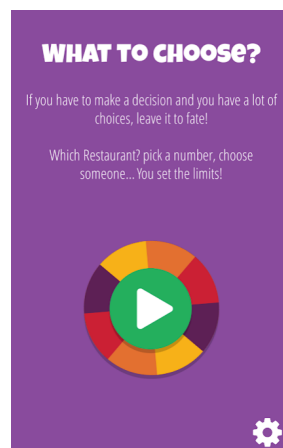 WHAT TO CHOOSe?
If you have to make a decision and you have a lot of
choices, leave it to fate!
Which Restaurant? pick a number, choose
someone... You set the limits!